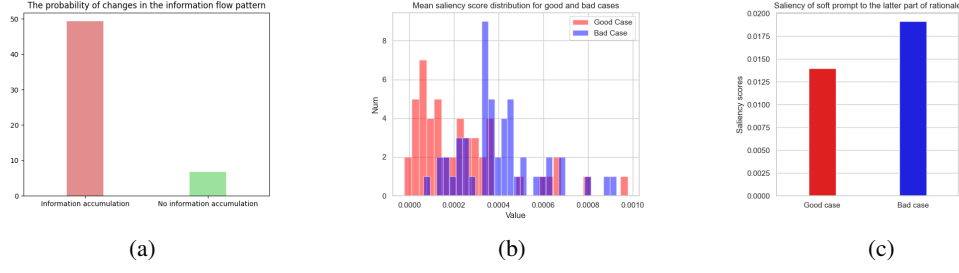 The probability of changes in the information flow pattern
50
40
30
20
10
0
Information accumulation
No information accumulation
(a)
Mean saliency score distribution for good and bad cases
Good Case
Bad Case
Num
8
6
4
2
0
0.0000
0.0002
0.0004
0.0006
0.0008
0.0010
Value
(b)
Saliency of soft prompt to the latter part of rationale
Saliency scores
0.0200
0.0175
0.0150
0.0125
0.0100
0.0075
0.0050
0.0025
0.0000
Good case
Bad case
(c)